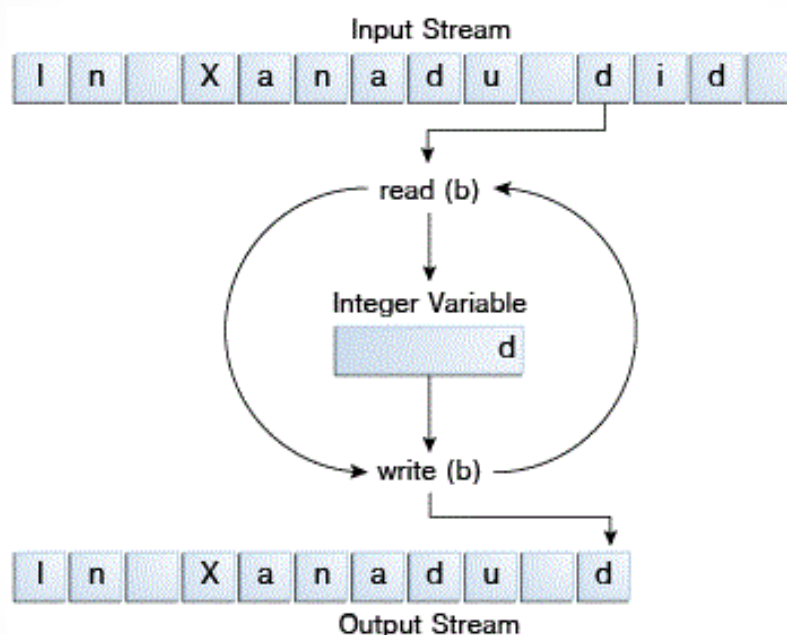 Input Stream
I n X a n a d u d i d
read (b)
Integer Variable
d
write (b)
I n X a n a d u d
Output Stream